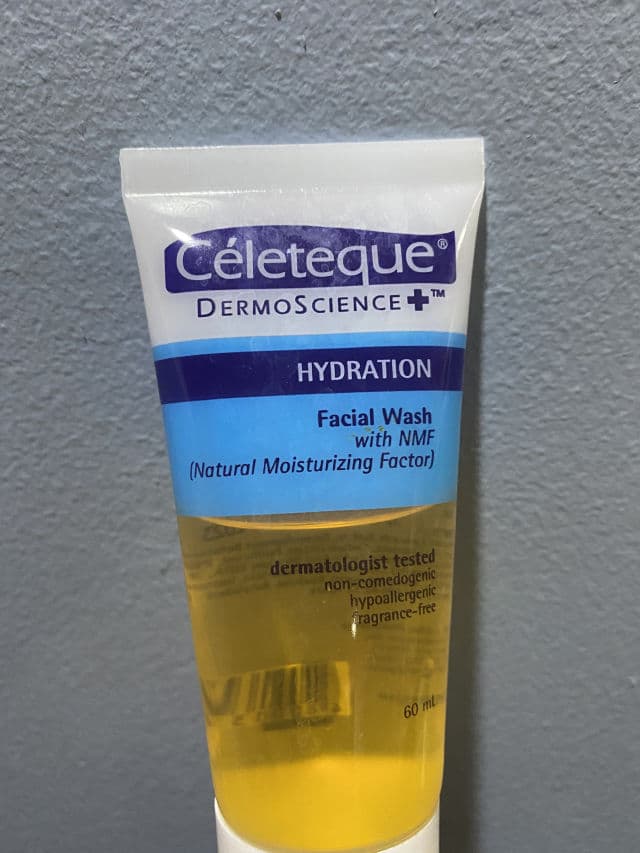 Céleteque®
DERMOSCIENCE✚™
HYDRATION
Facial Wash
with NMF
(Natural Moisturizing Factor)
dermatologist tested
non-comedogenic
hypoallergenic
fragrance-free
60 mL